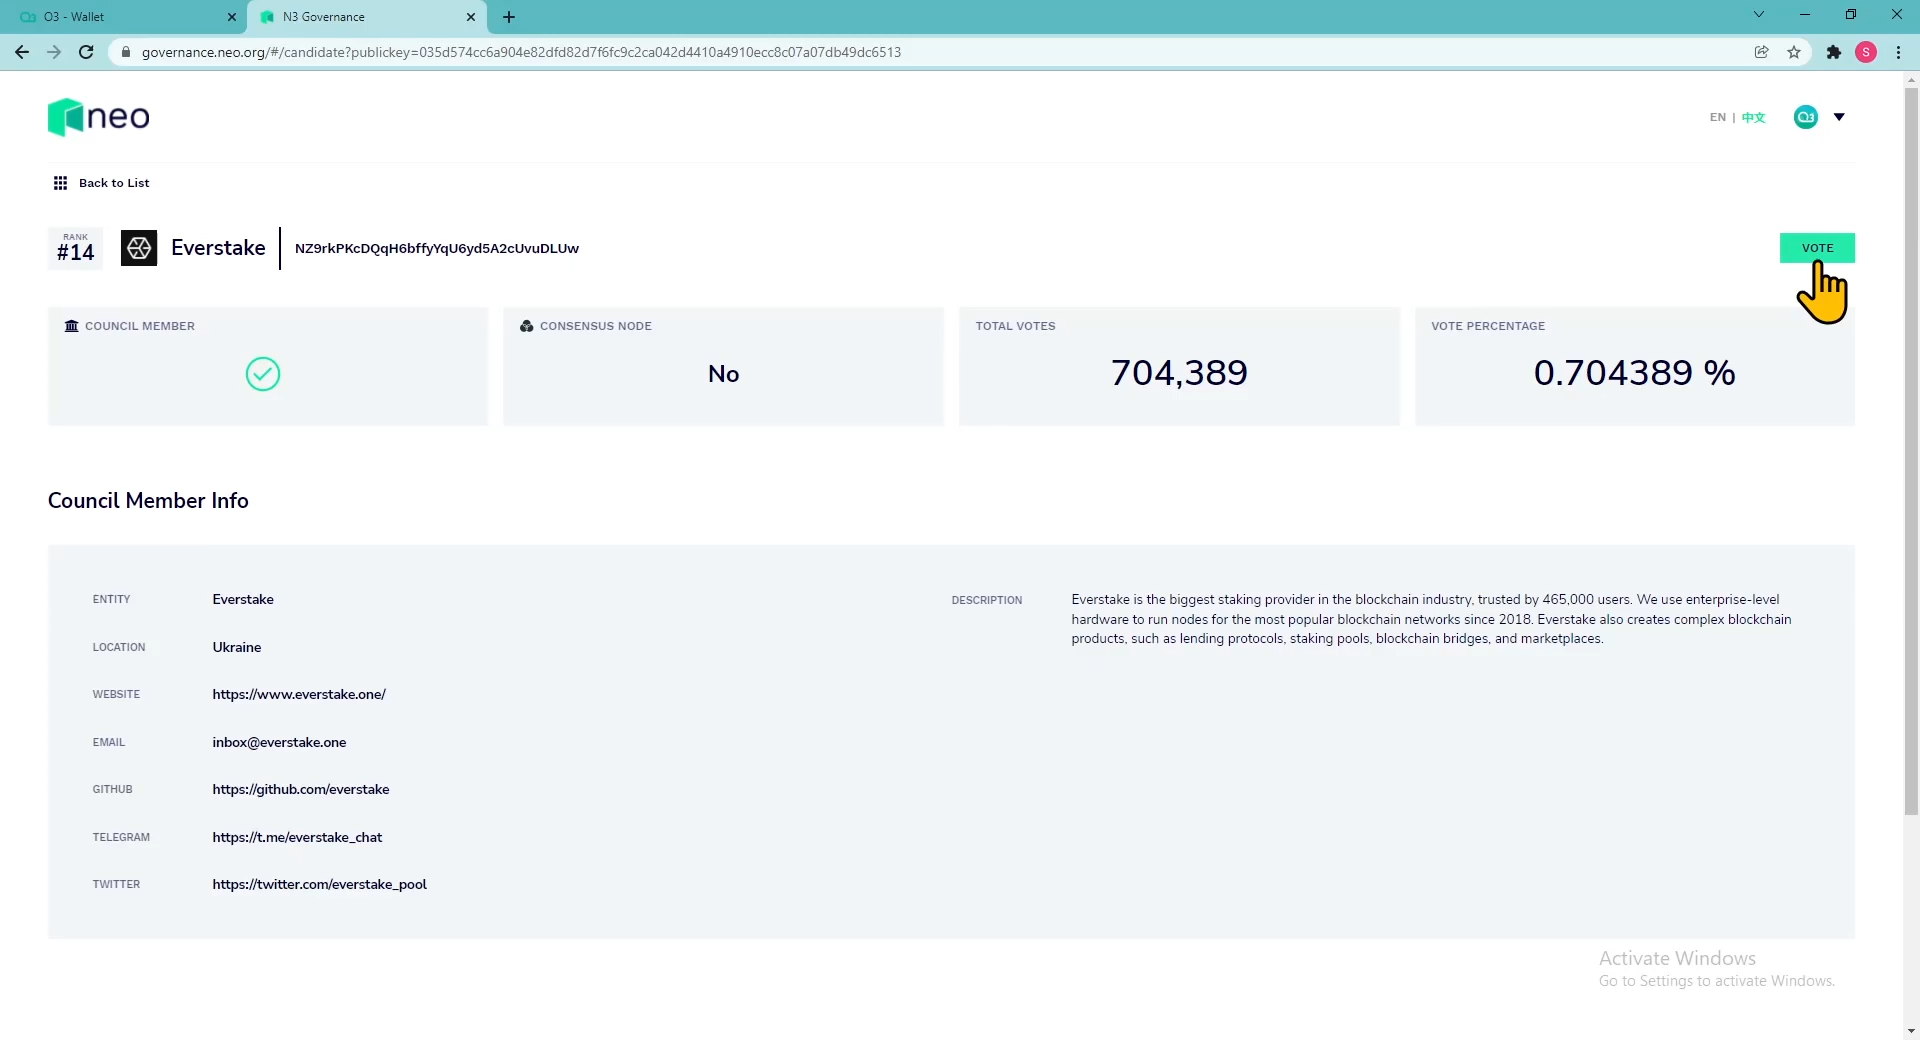 O3 - Wallet
N3 Governance
governance.neo.org/#/candidate?publickey=035d574cc6a904e82dfd82d7f6fc9c2ca042d4410a4910ecc8c07a07db49dc6513
S
neo
EN | 中文
O3
Back to List
RANK
#14
Everstake
NZ9rkPKcDQqH6bffyYqU6yd5A2cUvuDLUw
VOTE
COUNCIL MEMBER
CONSENSUS NODE
No
TOTAL VOTES
704,389
VOTE PERCENTAGE
0.704389 %
Council Member Info
ENTITY
Everstake
LOCATION
Ukraine
WEBSITE
https://www.everstake.one/
EMAIL
inbox@everstake.one
GITHUB
https://github.com/everstake
TELEGRAM
https://t.me/everstake_chat
TWITTER
https://twitter.com/everstake_pool
DESCRIPTION
Everstake is the biggest staking provider in the blockchain industry, trusted by 465,000 users. We use enterprise-level
hardware to run nodes for the most popular blockchain networks since 2018. Everstake also creates complex blockchain
products, such as lending protocols, staking pools, blockchain bridges, and marketplaces.
Activate Windows
Go to Settings to activate Windows.